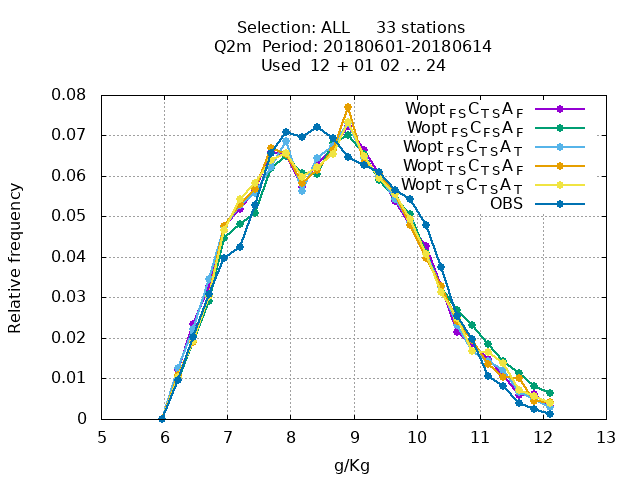 Selection: ALL 33 stations
Q2m Period: 20180601-20180614
Used 12 + 01 02 ... 24
0.08
0.07
0.06
0.05
0.04
0.03
0.02
0.01
0
Relative frequency
Wopt FS C TS A F
Wopt FS C FS A F
Wopt FS C TS A T
Wopt TS C TS A F
Wopt TS C TS A T
OBS
5 6 7 8 9 10 11 12 13
g/Kg